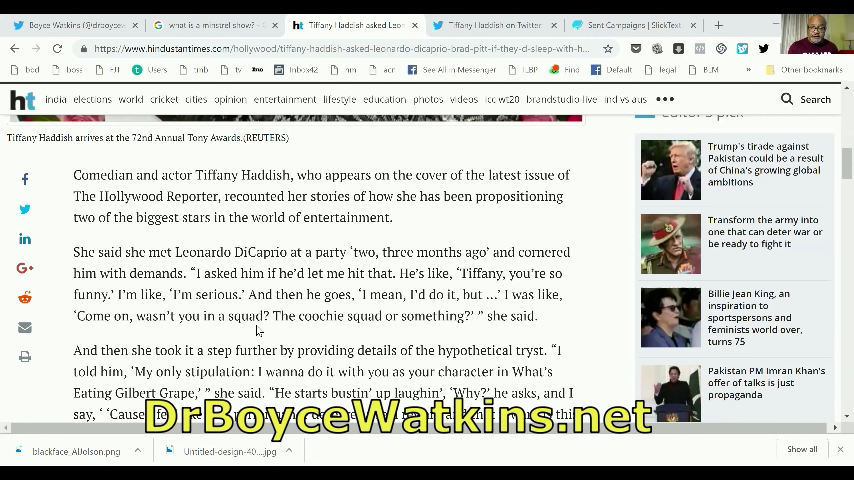 Boyce Watkins (@drboycew
what is a minstrel show? - G
Tiffany Haddish asked Leon
Tiffany Haddish on Twitter
Sent Campaigns | SlickText
https://www.hindustantimes.com/hollywood/tiffany-haddish-asked-leonardo-dicaprio-brad-pitt-if-they-d-sleep-with-h...
bod
boss
FJI
Users
tmb
tv
Inbox42
nm
acn
See All in Messenger
ILBP
Find
Default
legal
BLM
»
Other bookmarks
ht
india
elections
world
cricket
cities
opinion
entertainment
lifestyle
education
photos
videos
icc wt20
brandstudio-live
ind vs aus
Search
Tiffany Haddish arrives at the 72nd Annual Tony Awards.(REUTERS)
Comedian and actor Tiffany Haddish, who appears on the cover of the latest issue of
The Hollywood Reporter, recounted her stories of how she has been propositioning
two of the biggest stars in the world of entertainment.
She said she met Leonardo DiCaprio at a party ‘two, three months ago’ and cornered
him with demands. “I asked him if he’d let me hit that. He’s like, ‘Tiffany, you’re so
funny.’ I’m like, ‘I’m serious.’ And then he goes, ‘I mean, I’d do it, but ...’ I was like,
‘Come on, wasn’t you in a squad? The coochie squad or something?’ ” she said.
And then she took it a step further by providing details of the hypothetical tryst. “I
told him, ‘My only stipulation: I wanna do it with you as your character in What’s
Eating Gilbert Grape,’ ” she said. “He starts bustin’ up laughin’, ‘Why?’ he asks, and I
say, ‘ ‘Cause
editor's pick
Trump's tirade against
Pakistan could be a result
of China's growing global
ambitions
Transform the army into
one that can deter war or
be ready to fight it
Billie Jean King, an
inspiration to
sportspersons and
feminists world over,
turns 75
Pakistan PM Imran Khan's
offer of talks is just
propaganda
DrBoyceWatkins.net
blackface_AlJolson.png
Untitled-design-40....jpg
Show all